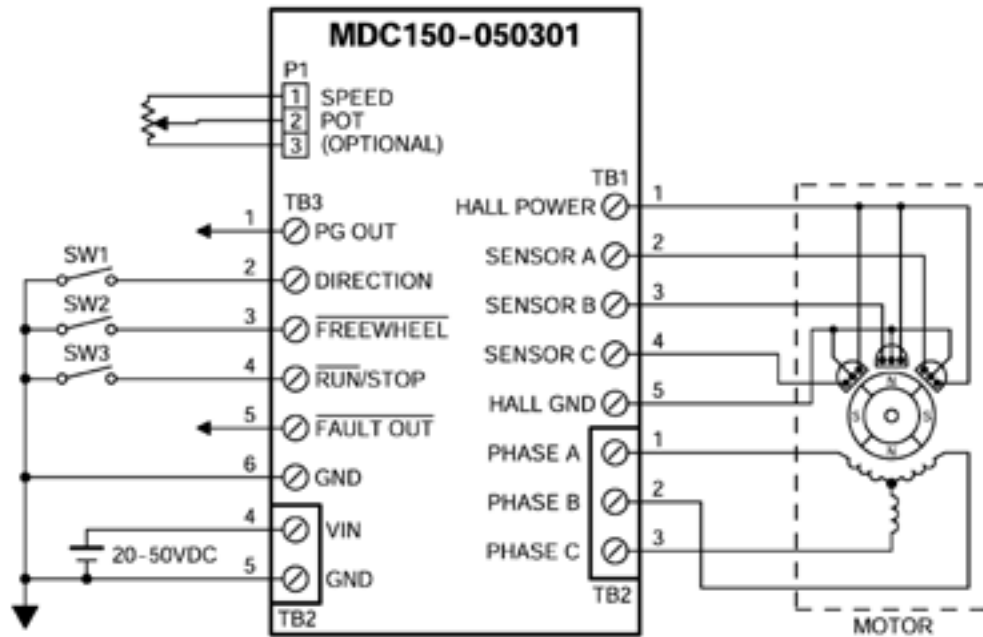 MDC150-050301
P1
1 SPEED
2 POT
3 (OPTIONAL)
TB3
1 PG OUT
SW1
2 DIRECTION
SW2
3 FREEWHEEL
SW3
4 RUN/STOP
5 FAULT OUT
6 GND
4 VIN
20-50VDC
5 GND
TB2
TB1
HALL POWER 1
SENSOR A 2
SENSOR B 3
SENSOR C 4
HALL GND 5
PHASE A 1
PHASE B 2
PHASE C 3
TB2
N
S S
N
MOTOR